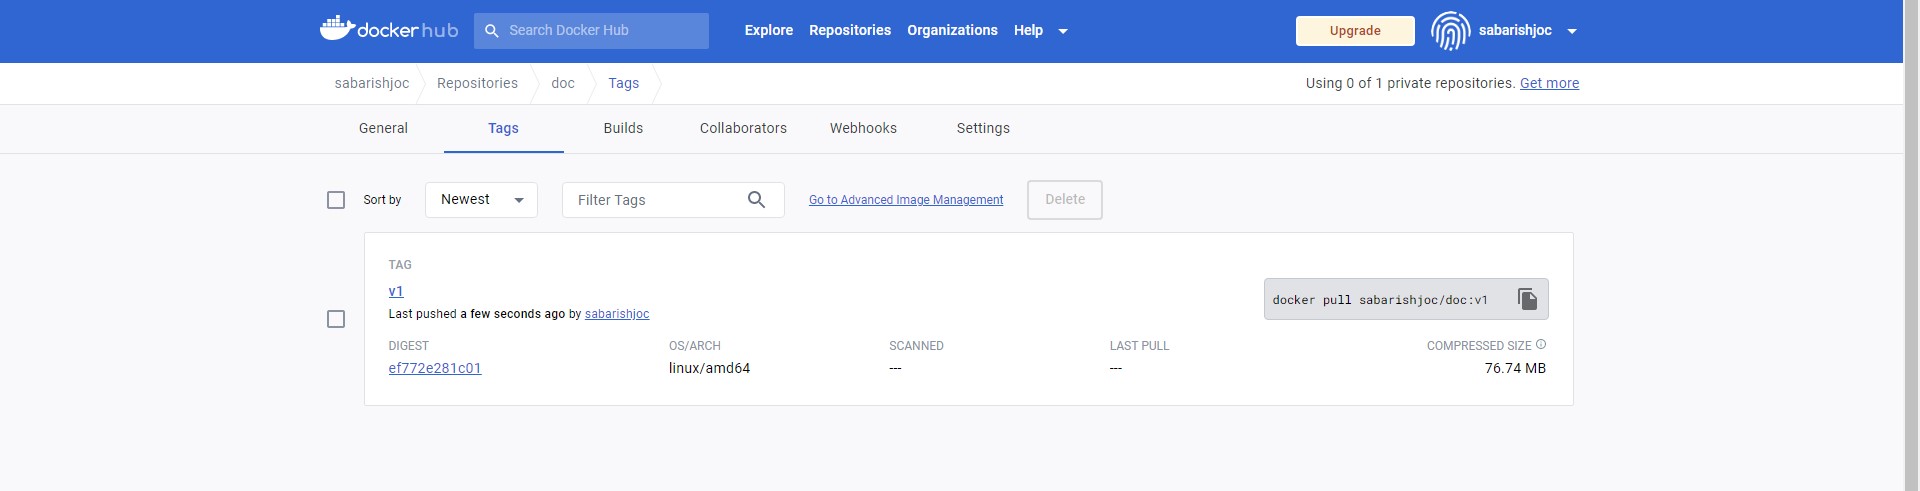 docker hub Search Docker Hub Explore Repositories Organizations Help Upgrade sabarishjoc
sabarishjoc Repositories doc Tags Using 0 of 1 private repositories. Get more
General Tags Builds Collaborators Webhooks Settings
Sort by Newest Filter Tags Go to Advanced Image Management Delete
TAG
v1
docker pull sabarishjoc/doc:v1
Last pushed a few seconds ago by sabarishjoc
DIGEST OS/ARCH SCANNED LAST PULL COMPRESSED SIZE
ef772e281c01 linux/amd64 --- --- 76.74 MB